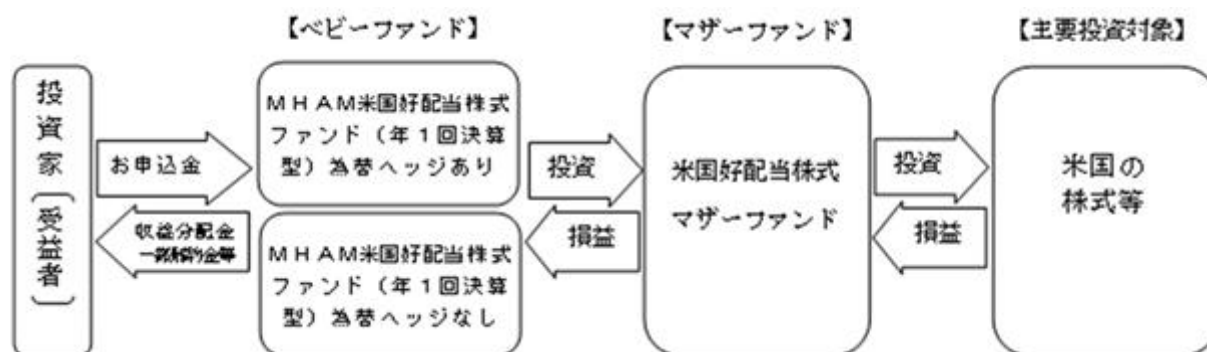 【ベビーファンド】
【マザーファンド】
【主要投資対象】
投資家（受益者）
お申込金
収益分配金
一部解約金等
ＭＨＡＭ米国好配当株式
ファンド（年１回決算
型）為替ヘッジあり
ＭＨＡＭ米国好配当株式
ファンド（年１回決算
型）為替ヘッジなし
投資
損益
米国好配当株式
マザーファンド
投資
損益
米国の
株式等